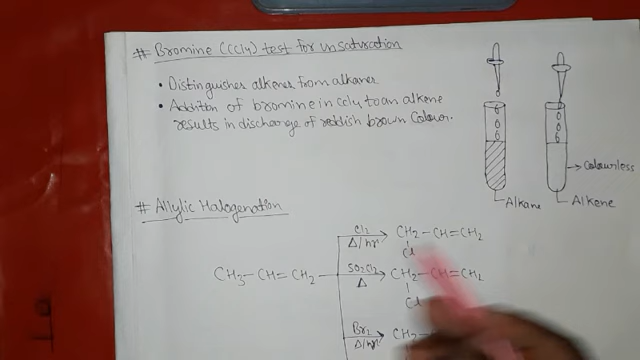 # Bromine (CCl4) test for unsaturation
• Distinguishes alkenes from alkanes
• Addition of bromine in CCl4 to an alkene
results in discharge of reddish brown Colour.
→ Colourless
Alkane
Alkene
# Allylic Halogenation
Cl2
Δ/hν
CH2-CH=CH2
Cl
CH3-CH=CH2
SO2Cl2
Δ
CH2-CH=CH2
Cl
Br2
Δ/hν
CH2